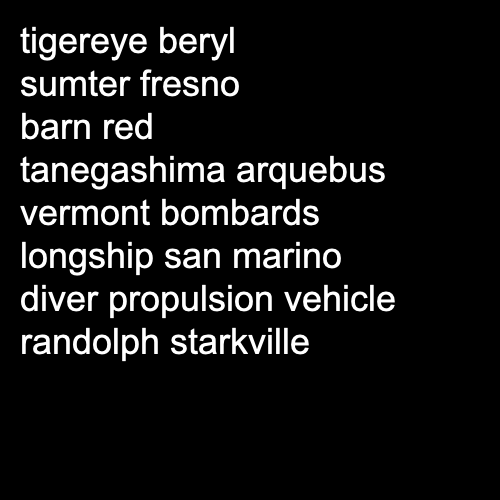 tigereye beryl
sumter fresno
barn red
tanegashima arquebus
vermont bombards
longship san marino
diver propulsion vehicle
randolph starkville